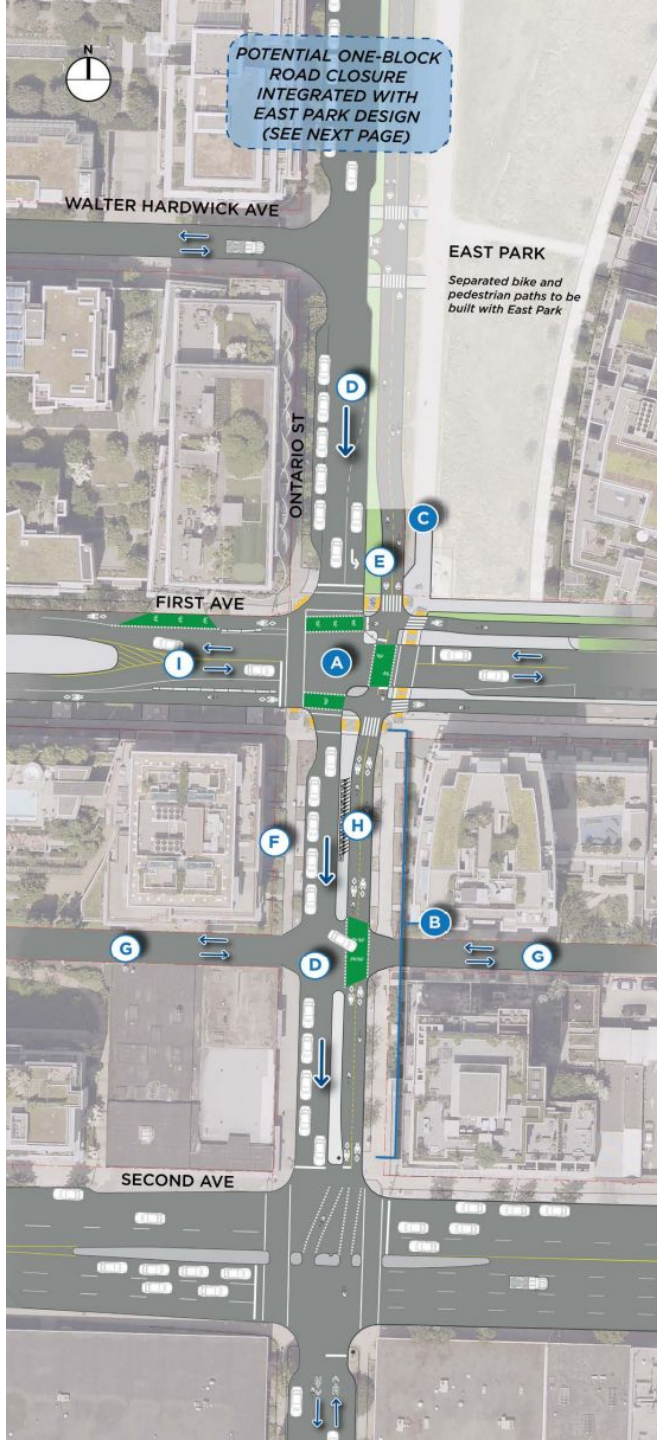 N
POTENTIAL ONE-BLOCK
ROAD CLOSURE
INTEGRATED WITH
EAST PARK DESIGN
(SEE NEXT PAGE)
WALTER HARDWICK AVE
EAST PARK
Separated bike and
pedestrian paths to be
built with East Park
D
ONTARIO ST
C
E
FIRST AVE
A
I
F
H
B
G
D
G
SECOND AVE